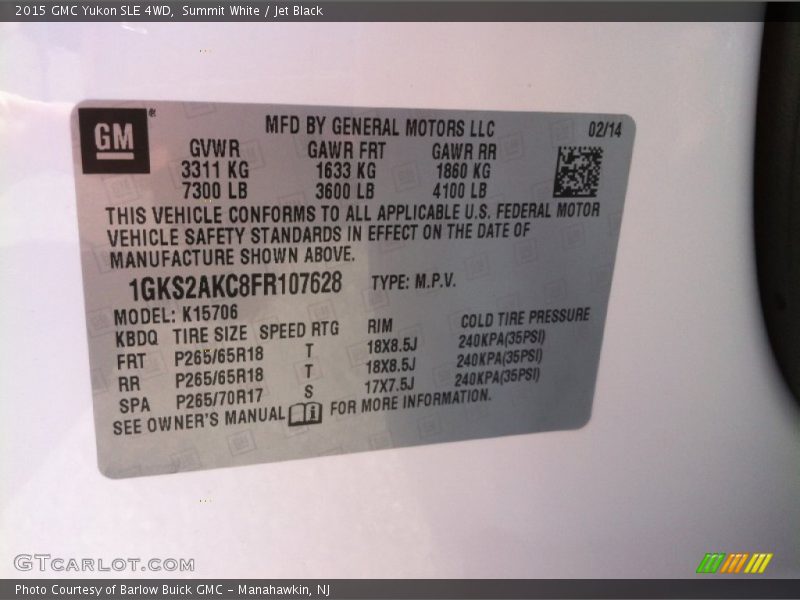 2015 GMC Yukon SLE 4WD,  Summit White / Jet Black
GM ®
MFD BY GENERAL MOTORS LLC 02/14
GVWR GAWR FRT GAWR RR
3311 KG 1633 KG 1860 KG
7300 LB 3600 LB 4100 LB
THIS VEHICLE CONFORMS TO ALL APPLICABLE U.S. FEDERAL MOTOR
VEHICLE SAFETY STANDARDS IN EFFECT ON THE DATE OF
MANUFACTURE SHOWN ABOVE.
1GKS2AKC8FR107628 TYPE: M.P.V.
MODEL: K15706
KBDQ TIRE SIZE SPEED RTG RIM COLD TIRE PRESSURE
FRT P265/65R18 T 18X8.5J 240KPA(35PSI)
RR P265/65R18 T 18X8.5J 240KPA(35PSI)
SPA P265/70R17 S 17X7.5J 240KPA(35PSI)
SEE OWNER'S MANUAL i FOR MORE INFORMATION.
GTCARLOT.COM
Photo Courtesy of Barlow Buick GMC - Manahawkin, NJ